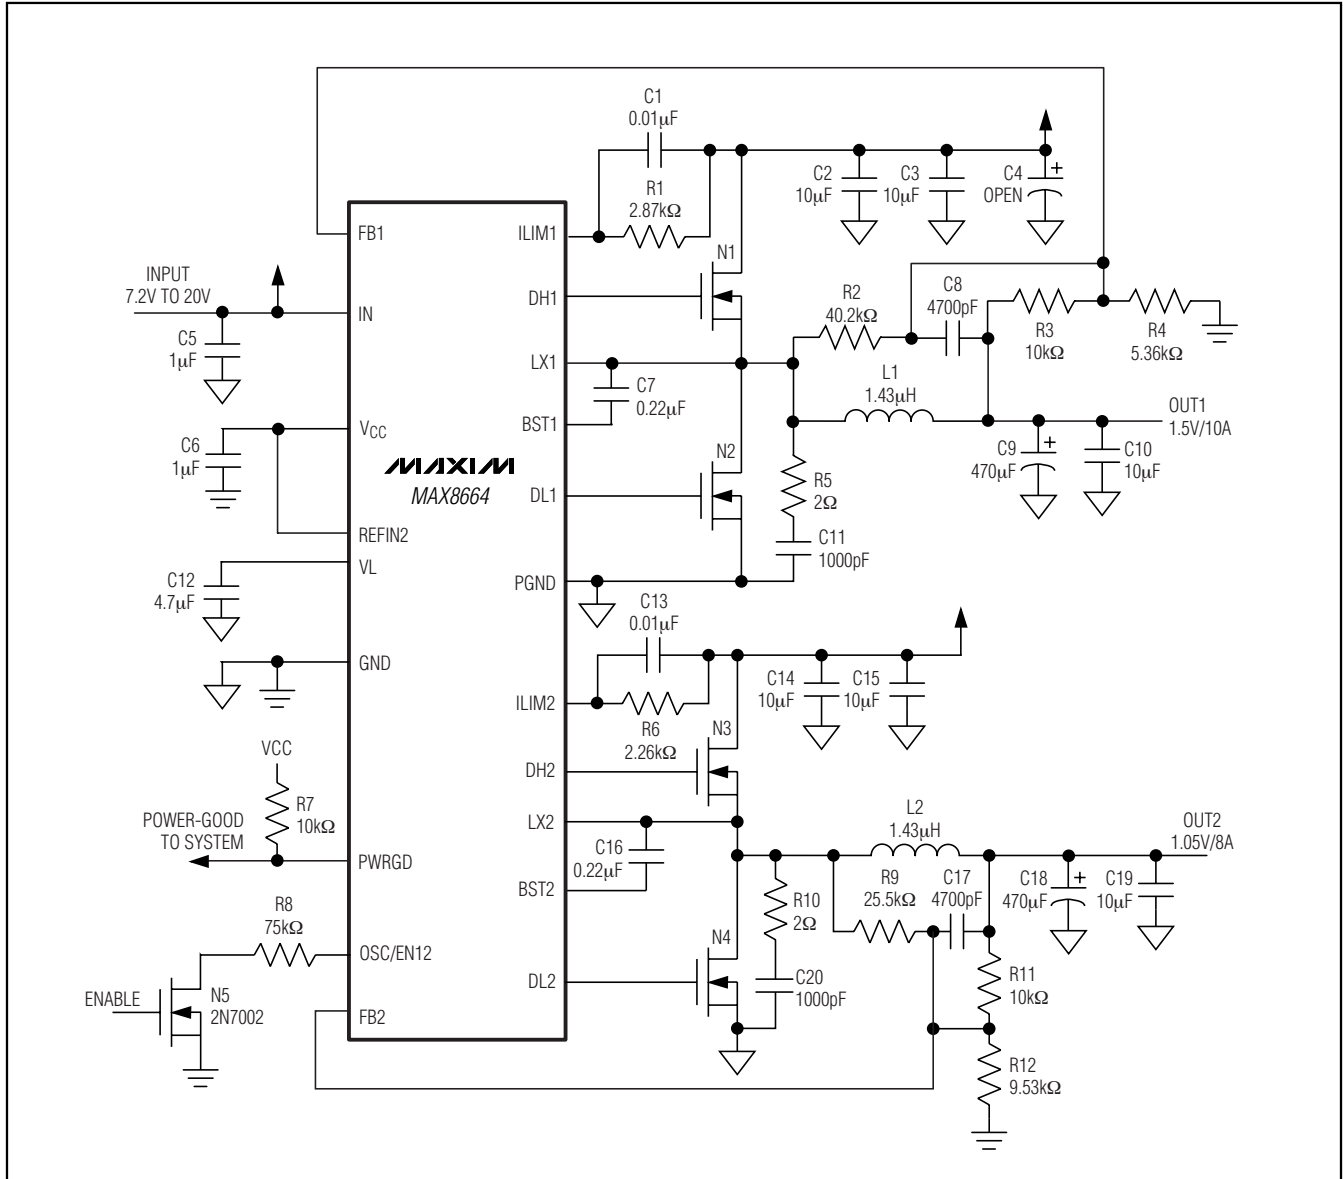 C1
0.01µF
R1
2.87kΩ
C2
10µF
C3
10µF
C4
OPEN
+
FB1
ILIM1
INPUT
7.2V TO 20V
IN
C5
1µF
N1
DH1
R2
40.2kΩ
C8
4700pF
R3
10kΩ
R4
5.36kΩ
LX1
C7
0.22µF
BST1
L1
1.43µH
OUT1
1.5V/10A
C6
1µF
VCC
MAXIM
MAX8664
N2
DL1
R5
2Ω
C9
470µF
+
C10
10µF
REFIN2
VL
C11
1000pF
C12
4.7µF
PGND
C13
0.01µF
GND
ILIM2
R6
2.26kΩ
C14
10µF
C15
10µF
N3
DH2
VCC
R7
10kΩ
POWER-GOOD
TO SYSTEM
PWRGD
LX2
C16
0.22µF
BST2
L2
1.43µH
OUT2
1.05V/8A
R9
25.5kΩ
C17
4700pF
C18
470µF
+
C19
10µF
R10
2Ω
R8
75kΩ
OSC/EN12
N4
DL2
C20
1000pF
R11
10kΩ
ENABLE
N5
2N7002
FB2
R12
9.53kΩ